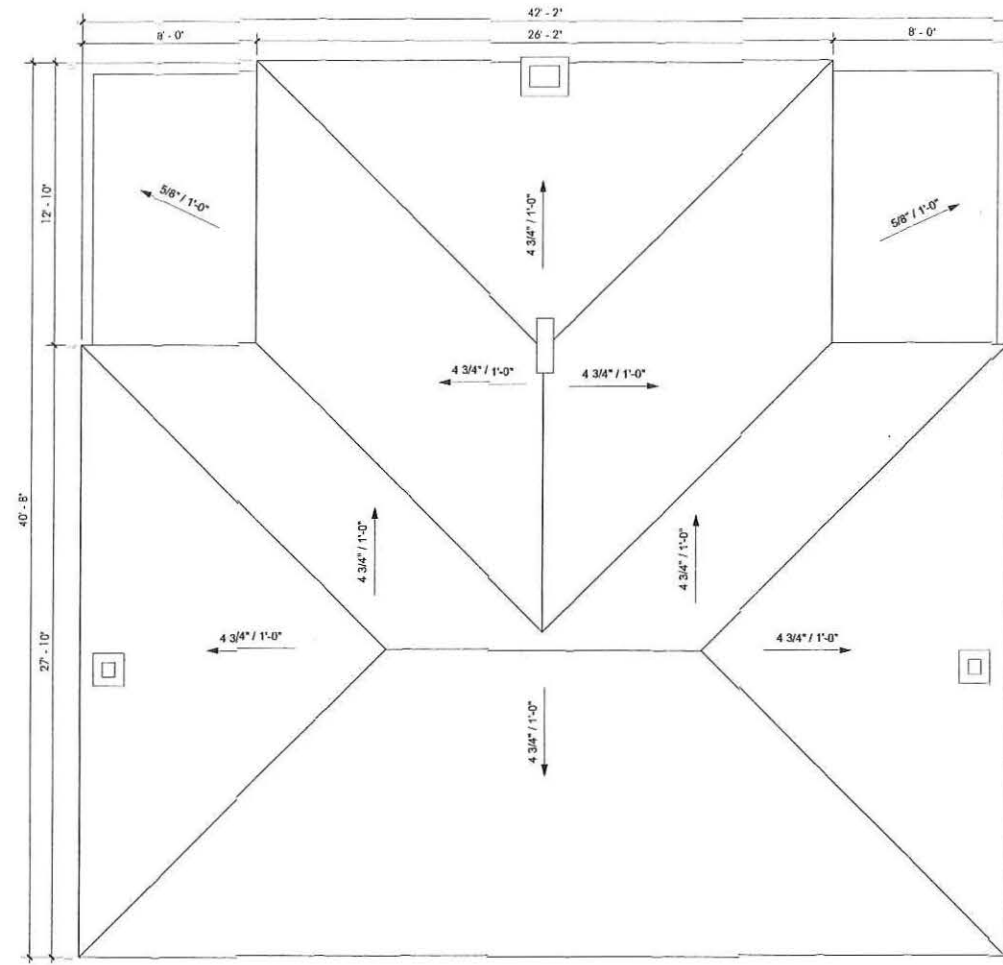 42' - 2"
8' - 0"
26' - 2"
8' - 0"
12' - 10"
5/8" / 1'-0"
4 3/4" / 1'-0"
5/8" / 1'-0"
4 3/4" / 1'-0"
4 3/4" / 1'-0"
40' - 8"
4 3/4" / 1'-0"
4 3/4" / 1'-0"
27' - 10"
4 3/4" / 1'-0"
4 3/4" / 1'-0"
4 3/4" / 1'-0"